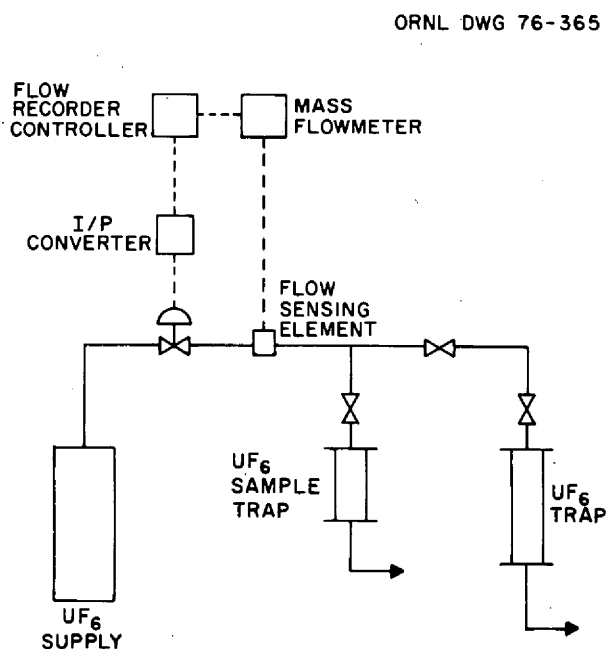 ORNL DWG 76-365
FLOW
RECORDER
CONTROLLER
MASS
FLOWMETER
I/P
CONVERTER
FLOW
SENSING
ELEMENT
UF₆
SAMPLE
TRAP
UF₆
TRAP
UF₆
SUPPLY